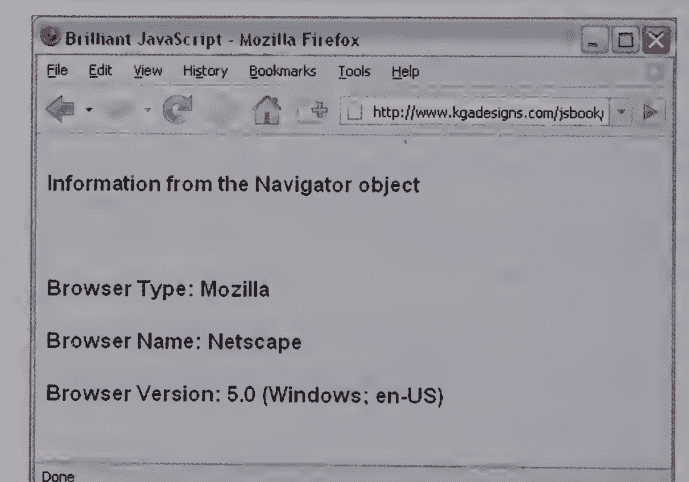 Brilliant JavaScript - Mozilla Firefox
File Edit View History Bookmarks Tools Help
http://www.kgadesigns.com/jsbook/
Information from the Navigator object
Browser Type: Mozilla
Browser Name: Netscape
Browser Version: 5.0 (Windows; en-US)
Done